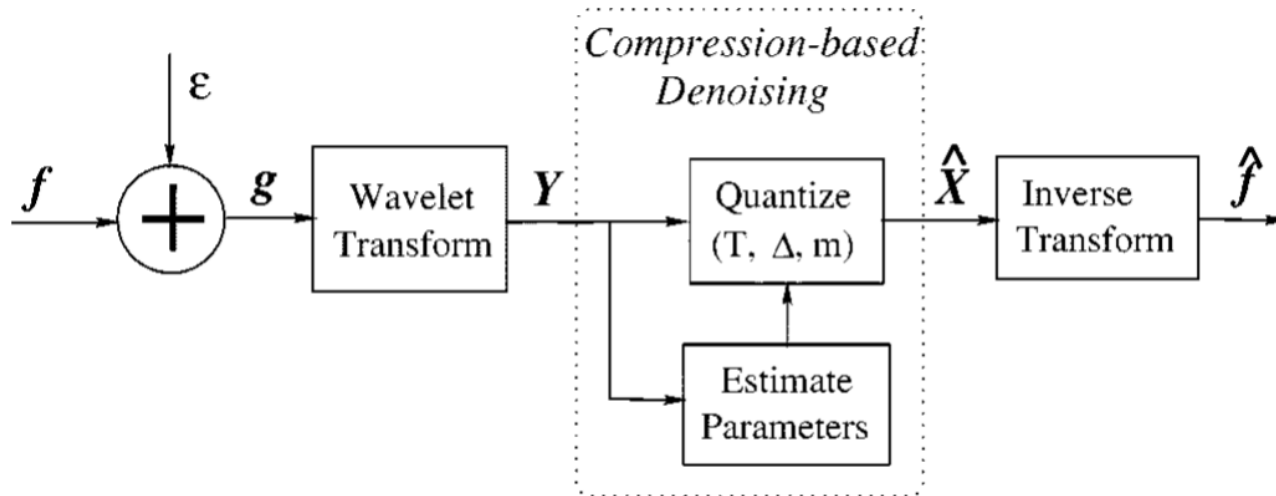 Compression-based
Denoising
ε
f
g
Wavelet
Transform
Y
Quantize
(T, Δ, m)
X̂
Inverse
Transform
f̂
Estimate
Parameters